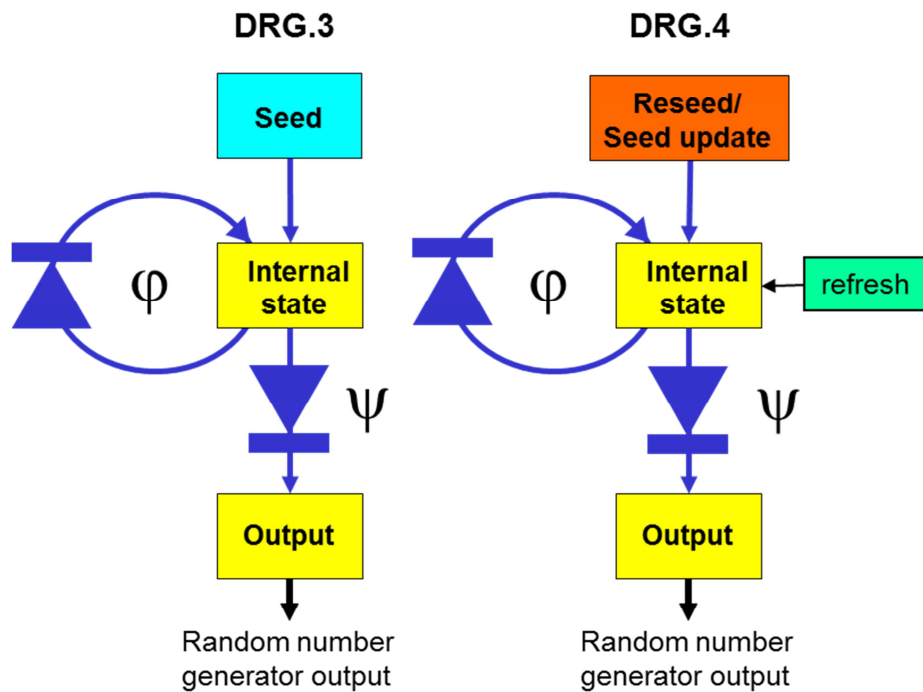 DRG.3
Seed
φ
Internal
state
ψ
Output
Random number
generator output
DRG.4
Reseed/
Seed update
φ
Internal
state
refresh
ψ
Output
Random number
generator output